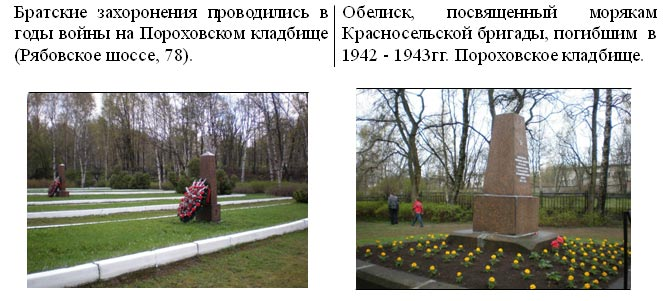 Братские захоронения проводились в
годы войны на Пороховском кладбище
(Рябовское шоссе, 78).
Обелиск, посвященный морякам
Красносельской бригады, погибшим в
1942 - 1943гг. Пороховское кладбище.